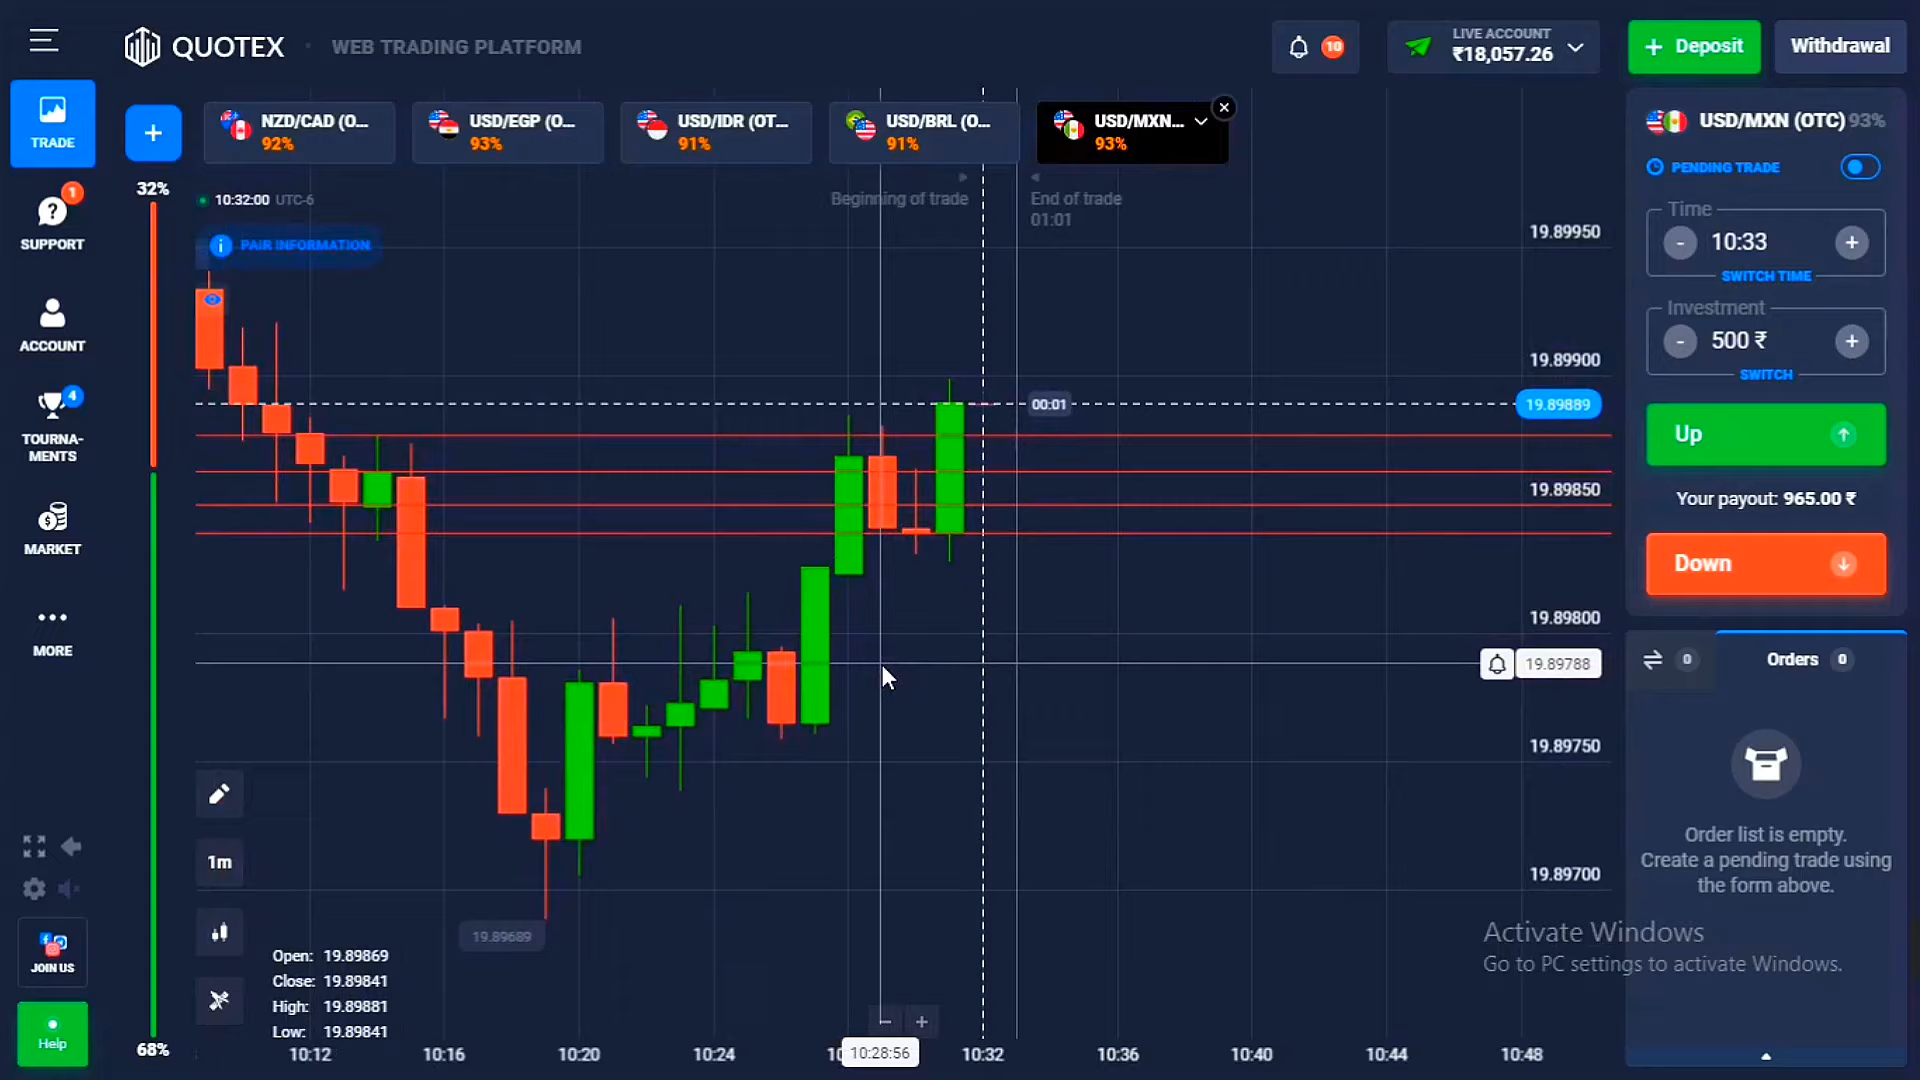 QUOTEX
WEB TRADING PLATFORM
10
LIVE ACCOUNT
₹18,057.26
+ Deposit
Withdrawal
TRADE
1
SUPPORT
ACCOUNT
4
TOURNA-
MENTS
MARKET
MORE
JOIN US
Help
+
NZD/CAD (O...
92%
USD/EGP (O...
93%
USD/IDR (OT...
91%
USD/BRL (O...
91%
USD/MXN...
93%
32%
68%
10:32:00 UTC-6
PAIR INFORMATION
Beginning of trade
End of trade
01:01
19.89950
19.89900
00:01
19.89889
19.89850
19.89800
19.89788
19.89750
19.89700
19.89689
1m
Open: 19.89869
Close: 19.89841
High: 19.89881
Low: 19.89841
10:12
10:16
10:20
10:24
10:28:56
10:32
10:36
10:40
10:44
10:48
USD/MXN (OTC) 93%
PENDING TRADE
Time
- 10:33 +
SWITCH TIME
Investment
- 500 ₹ +
SWITCH
Up
Your payout: 965.00 ₹
Down
0
Orders 0
Order list is empty.
Create a pending trade using
the form above.
Activate Windows
Go to PC settings to activate Windows.